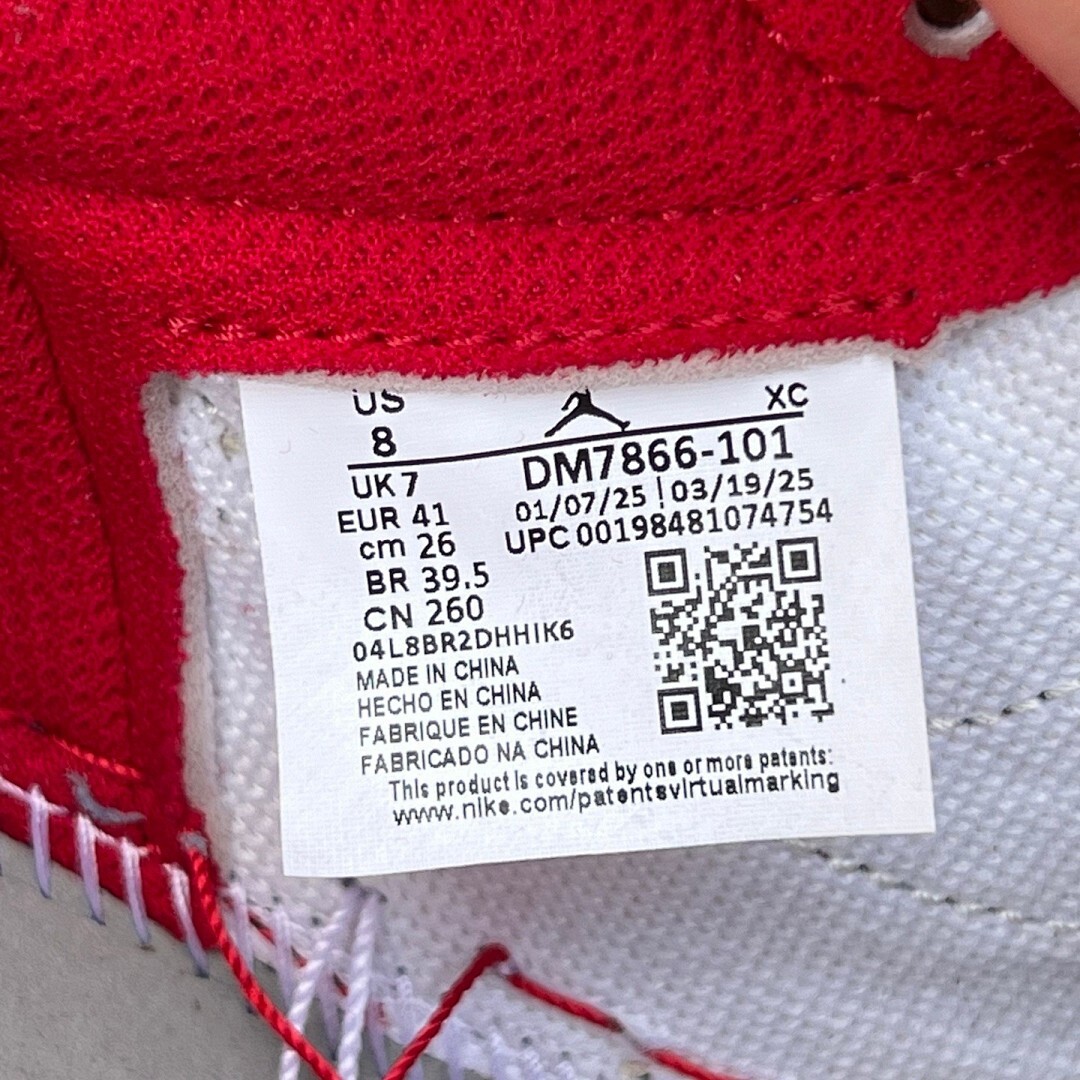 US
8
XC
DM7866-101
UK 7
01/07/25 | 03/19/25
EUR 41
UPC 00198481074754
cm 26
BR 39.5
CN 260
04L8BR2DHHIK6
MADE IN CHINA
HECHO EN CHINA
FABRIQUE EN CHINE
FABRICADO NA CHINA
This product is covered by one or more patents:
www.nike.com/patentsvirtualmarking